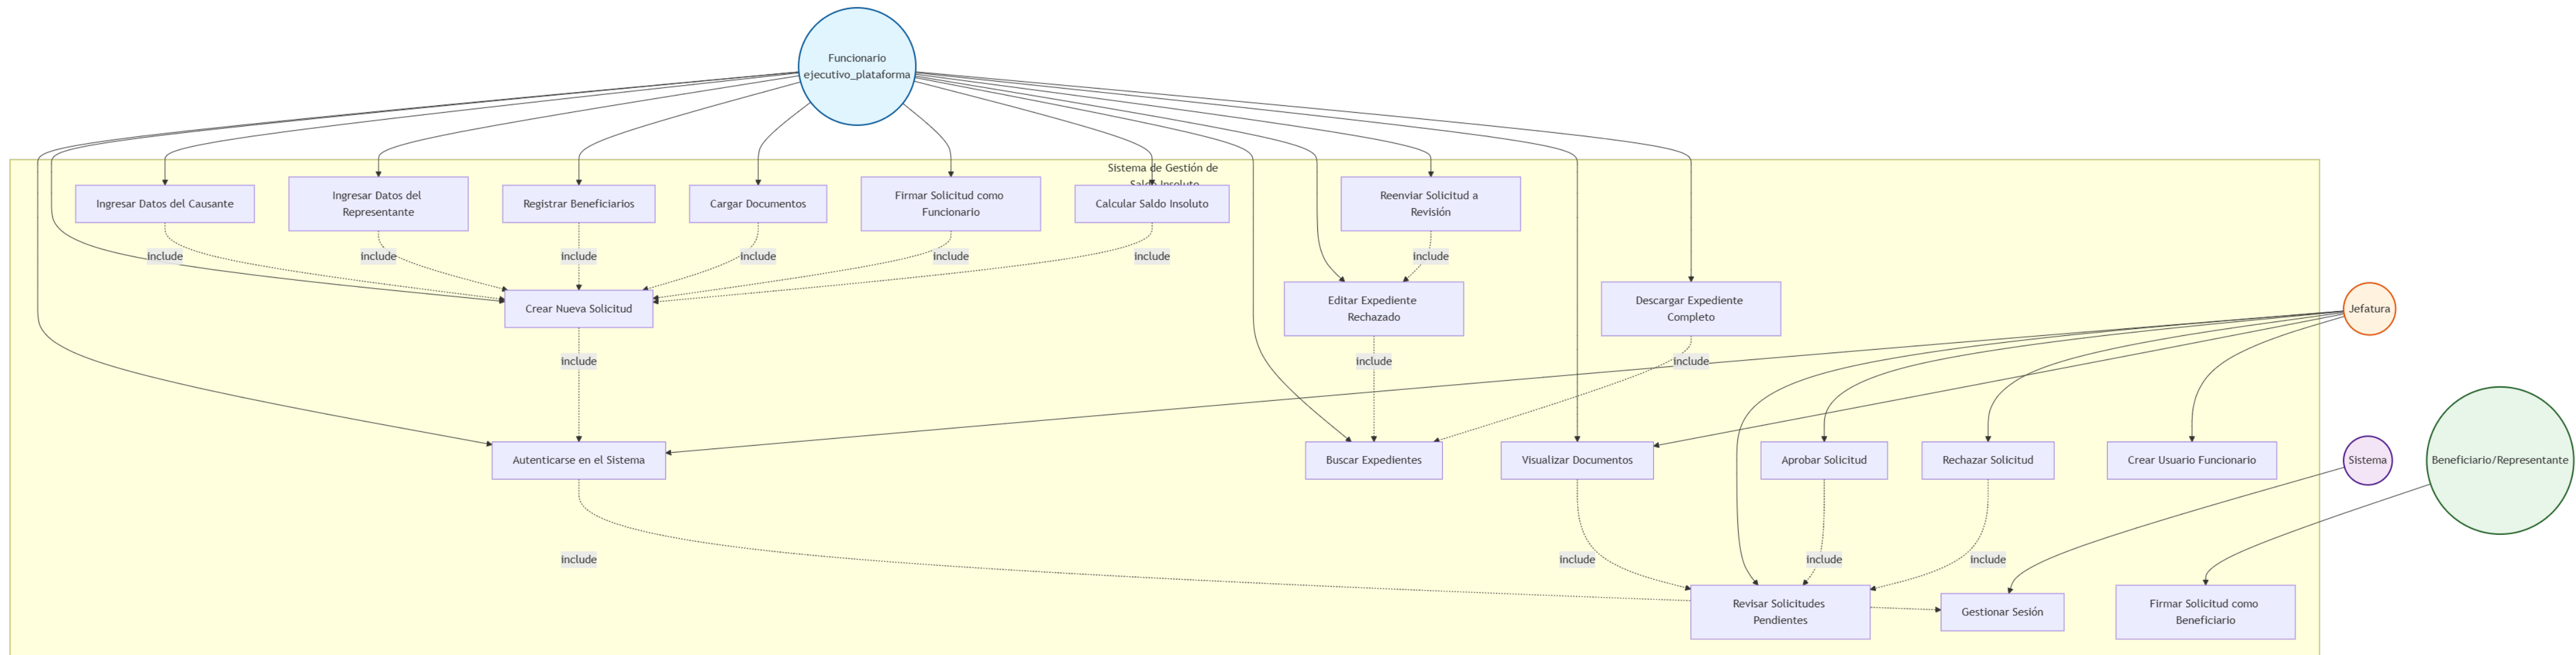 Funcionario
ejecutivo_plataforma
Sistema de Gestión de
Saldo Insoluto
Ingresar Datos del Causante
Ingresar Datos del
Representante
Registrar Beneficiarios
Cargar Documentos
Firmar Solicitud como
Funcionario
Calcular Saldo Insoluto
Reenviar Solicitud a
Revisión
include
include
include
include
include
include
include
Crear Nueva Solicitud
Editar Expediente
Rechazado
Descargar Expediente
Completo
Jefatura
include
include
include
Autenticarse en el Sistema
Buscar Expedientes
Visualizar Documentos
Aprobar Solicitud
Rechazar Solicitud
Crear Usuario Funcionario
Sistema
Beneficiario/Representante
include
include
include
include
Revisar Solicitudes
Pendientes
Gestionar Sesión
Firmar Solicitud como
Beneficiario